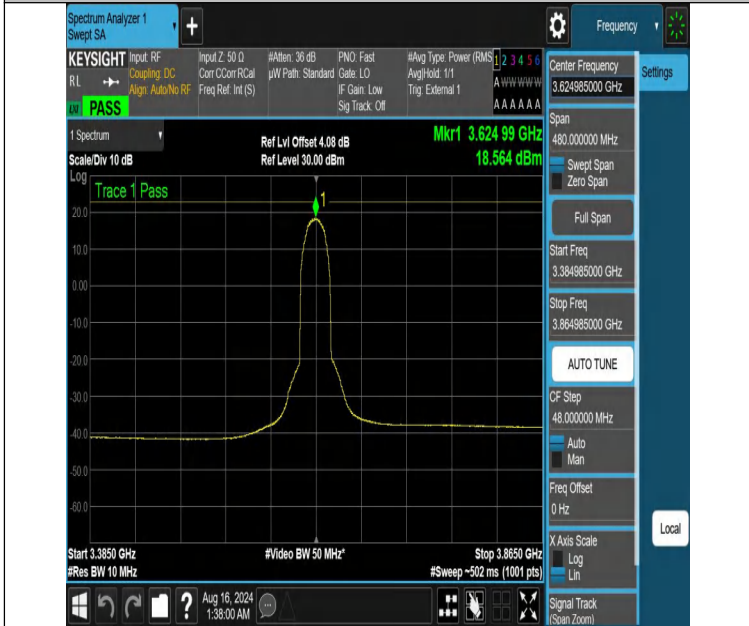 Spectrum Analyzer 1
Swept SA
+
Frequency
KEYSIGHT
RL
LXI
PASS
Input: RF
Coupling: DC
Align: Auto/No RF
Input Z: 50 Ω
Corr CCorr RCal
Freq Ref: Int (S)
#Atten: 36 dB
µW Path: Standard
PNO: Fast
Gate: LO
IF Gain: Low
Sig Track: Off
#Avg Type: Power (RMS
Avg|Hold: 1/1
Trig: External 1
1 2 3 4 5 6
A W W W W W
A A A A A A
Center Frequency
3.624985000 GHz
Settings
1 Spectrum
Scale/Div 10 dB
Ref Lvl Offset 4.08 dB
Ref Level 30.00 dBm
Mkr1 3.624 99 GHz
18.564 dBm
Log
Trace 1 Pass
1
20.0
10.0
0.00
-10.0
-20.0
-30.0
-40.0
-50.0
-60.0
Start 3.3850 GHz
#Res BW 10 MHz
#Video BW 50 MHz*
Stop 3.8650 GHz
#Sweep ~502 ms (1001 pts)
Span
480.000000 MHz
Swept Span
Zero Span
Full Span
Start Freq
3.384985000 GHz
Stop Freq
3.864985000 GHz
AUTO TUNE
CF Step
48.000000 MHz
Auto
Man
Freq Offset
0 Hz
X Axis Scale
Log
Lin
Local
Signal Track
(Span Zoom)
?
Aug 16, 2024
1:38:00 AM